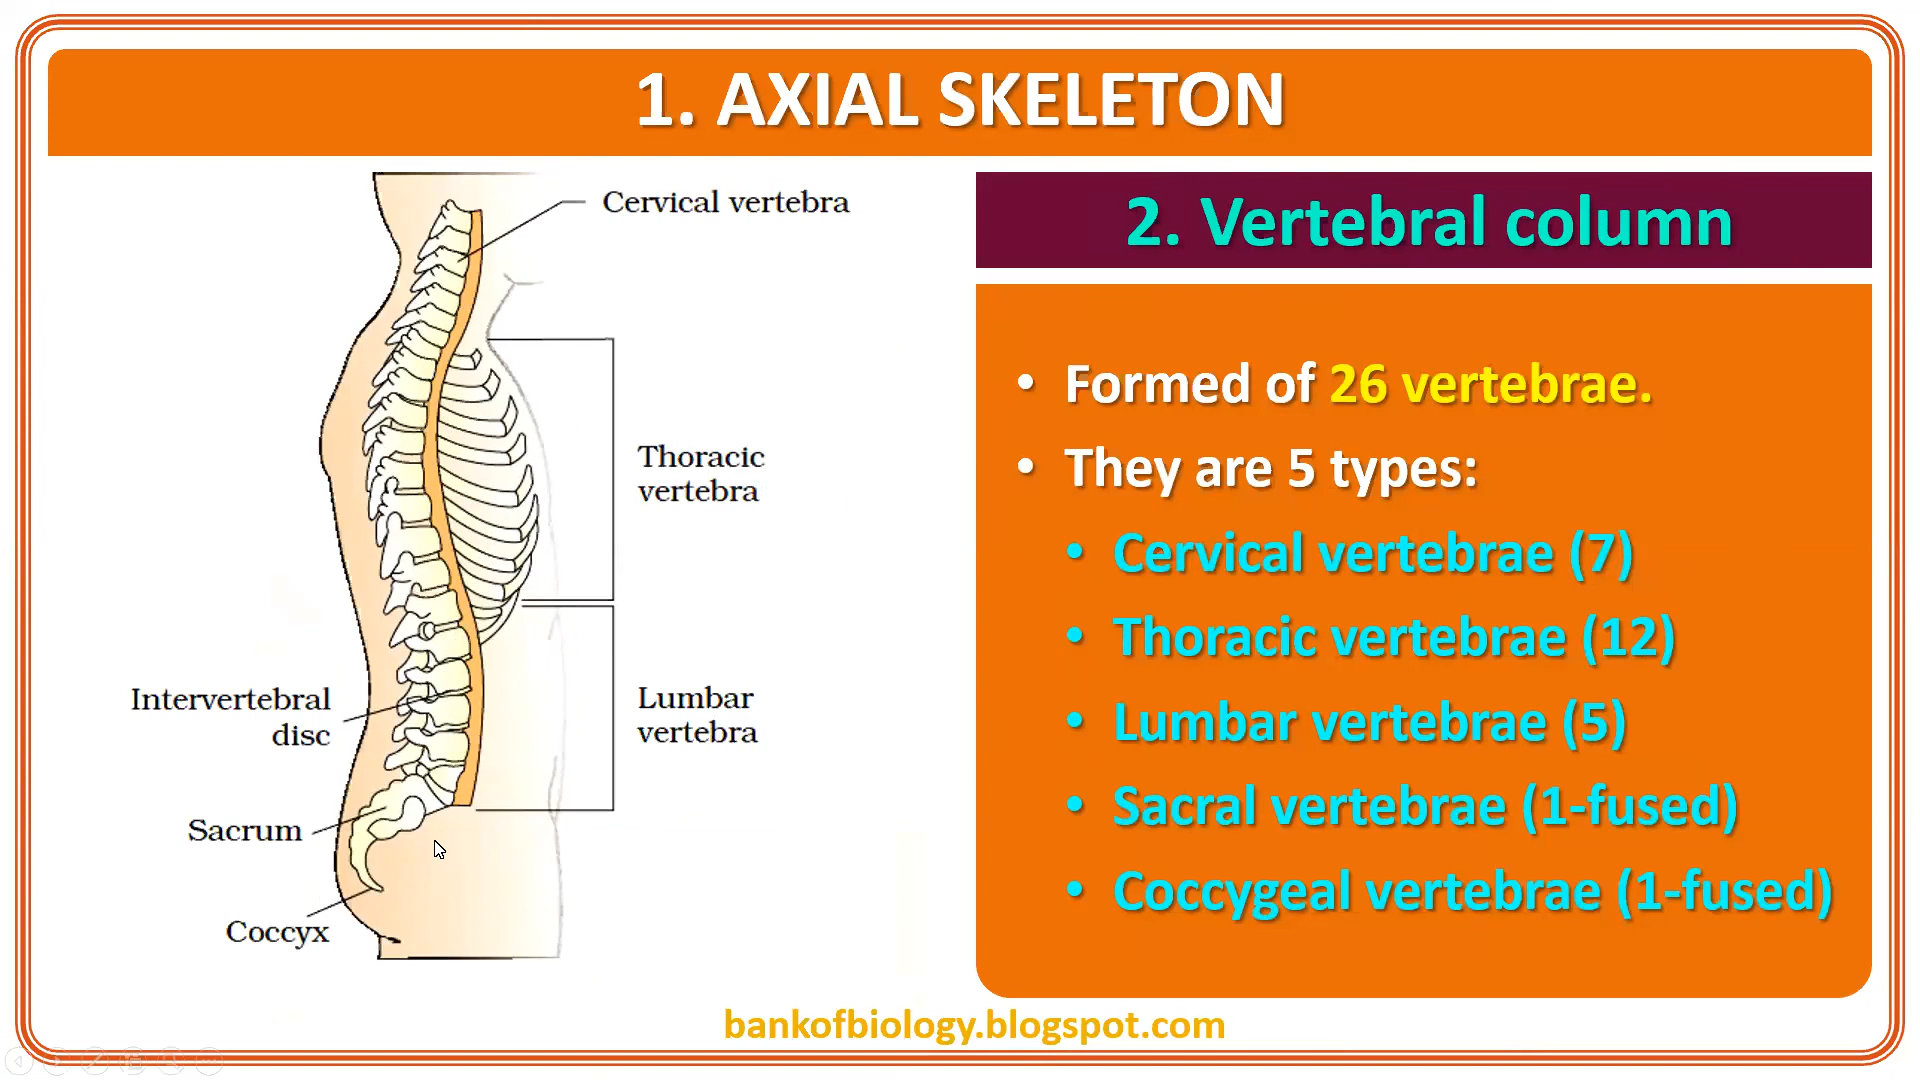 1. AXIAL SKELETON
Cervical vertebra
Thoracic
vertebra
Intervertebral
disc
Lumbar
vertebra
Sacrum
Coccyx
2. Vertebral column
• Formed of 26 vertebrae.
• They are 5 types:
• Cervical vertebrae (7)
• Thoracic vertebrae (12)
• Lumbar vertebrae (5)
• Sacral vertebrae (1-fused)
• Coccygeal vertebrae (1-fused)
bankofbiology.blogspot.com